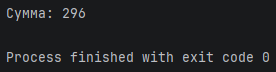 Сумма: 296
Process finished with exit code 0